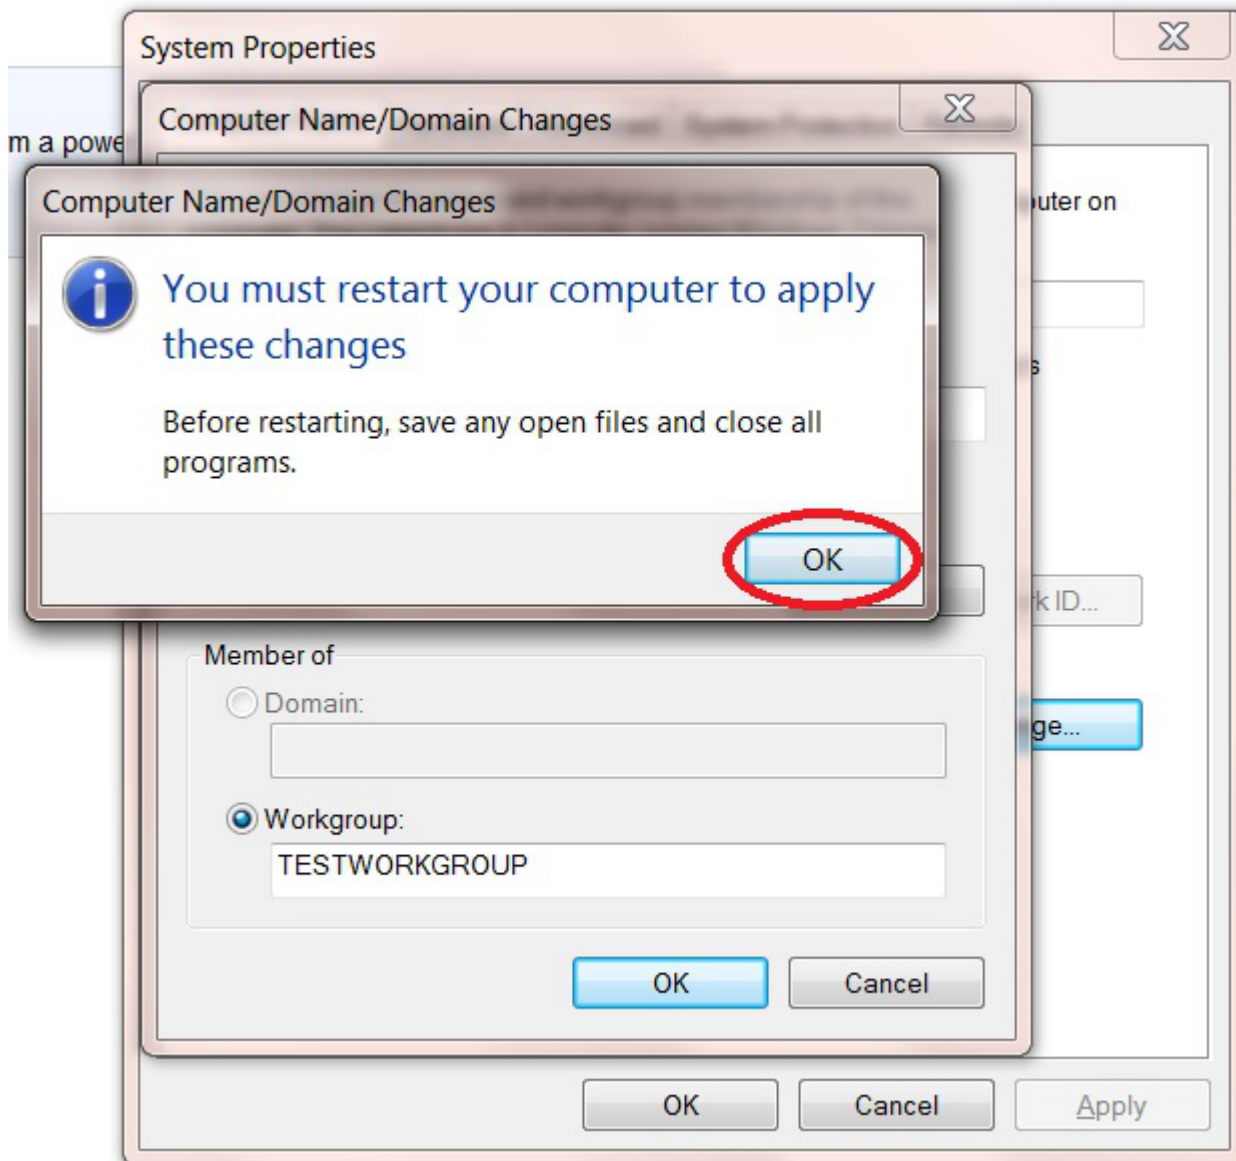 System Properties
Computer Name/Domain Changes
System Protection
m a powe
Computer Name/Domain Changes
uter on
You must restart your computer to apply
these changes
Before restarting, save any open files and close all
programs.
OK
k ID...
Member of
Domain:
ge...
Workgroup:
TESTWORKGROUP
OK
Cancel
OK
Cancel
Apply